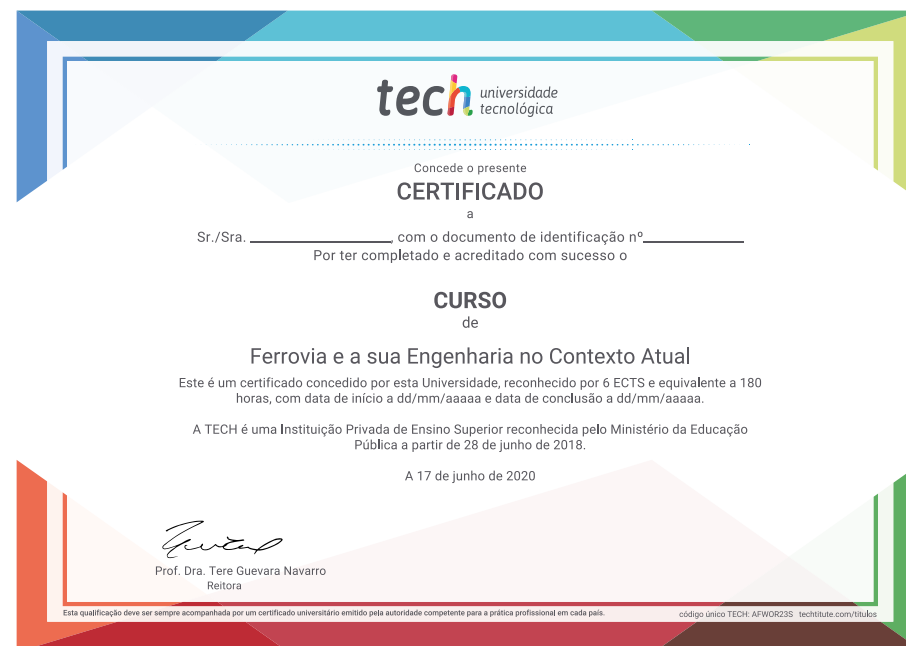 tech universidade
tecnológica
Concede o presente
CERTIFICADO
a
Sr./Sra. ________________, com o documento de identificação nº____________
Por ter completado e acreditado com sucesso o
CURSO
de
Ferrovia e a sua Engenharia no Contexto Atual
Este é um certificado concedido por esta Universidade, reconhecido por 6 ECTS e equivalente a 180
horas, com data de início a dd/mm/aaaaa e data de conclusão a dd/mm/aaaaa.
A TECH é uma Instituição Privada de Ensino Superior reconhecida pelo Ministério da Educação
Pública a partir de 28 de junho de 2018.
A 17 de junho de 2020
Prof. Dra. Tere Guevara Navarro
Reitora
Esta qualificação deve ser sempre acompanhada por um certificado universitário emitido pela autoridade competente para a prática profissional em cada país.
código único TECH: AFWOR23S techtitute.com/titulos